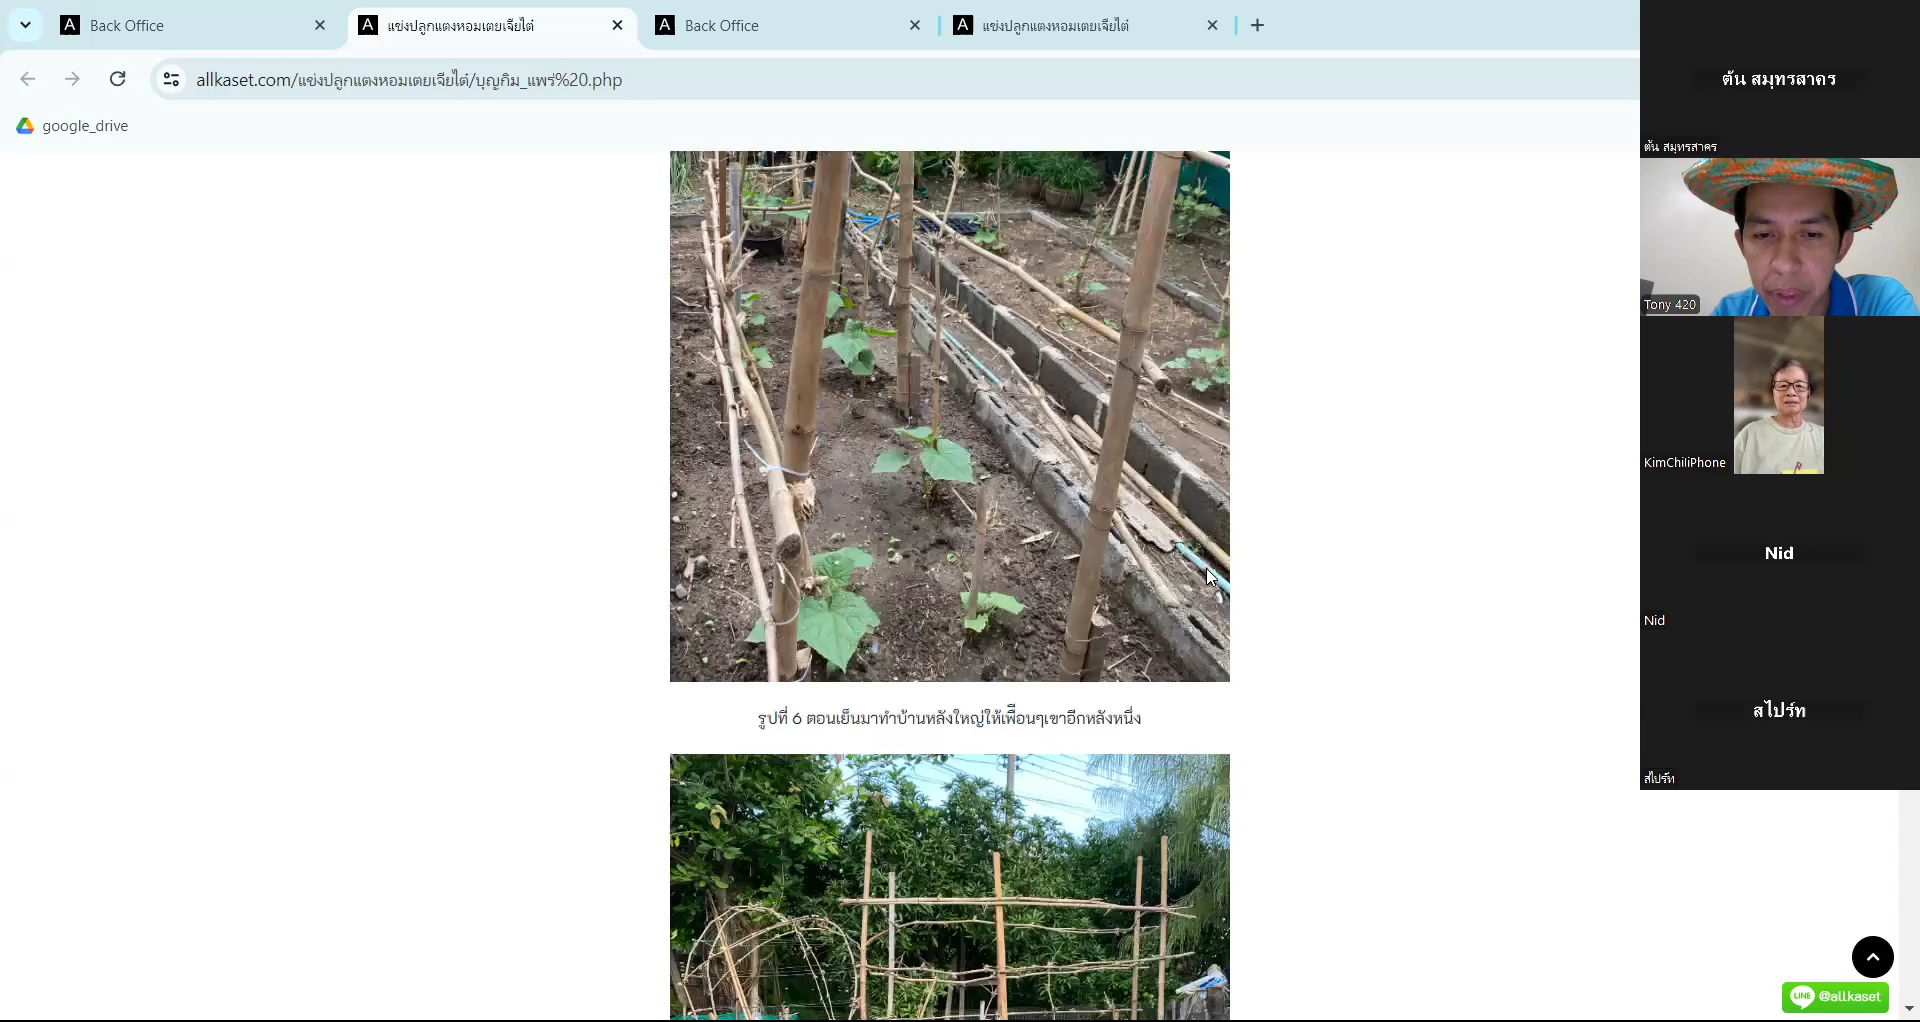 Back Office
แข่งปลูกแตงหอมเตยเจียไต๋
Back Office
แข่งปลูกแตงหอมเตยเจียไต๋
allkaset.com/แข่งปลูกแตงหอมเตยเจียไต๋/บุญกิม_แพร่%20.php
google_drive
รูปที่ 6 ตอนเย็นมาทำบ้านหลังใหญ่ให้เพื่ีอนๆเขาอีกหลังหนึ่ง
ต้น สมุทรสาคร
ต้น สมุทรสาคร
Tony 420
KimChiliPhone
Nid
Nid
สไปร์ท
สไปร์ท
LINE @allkaset